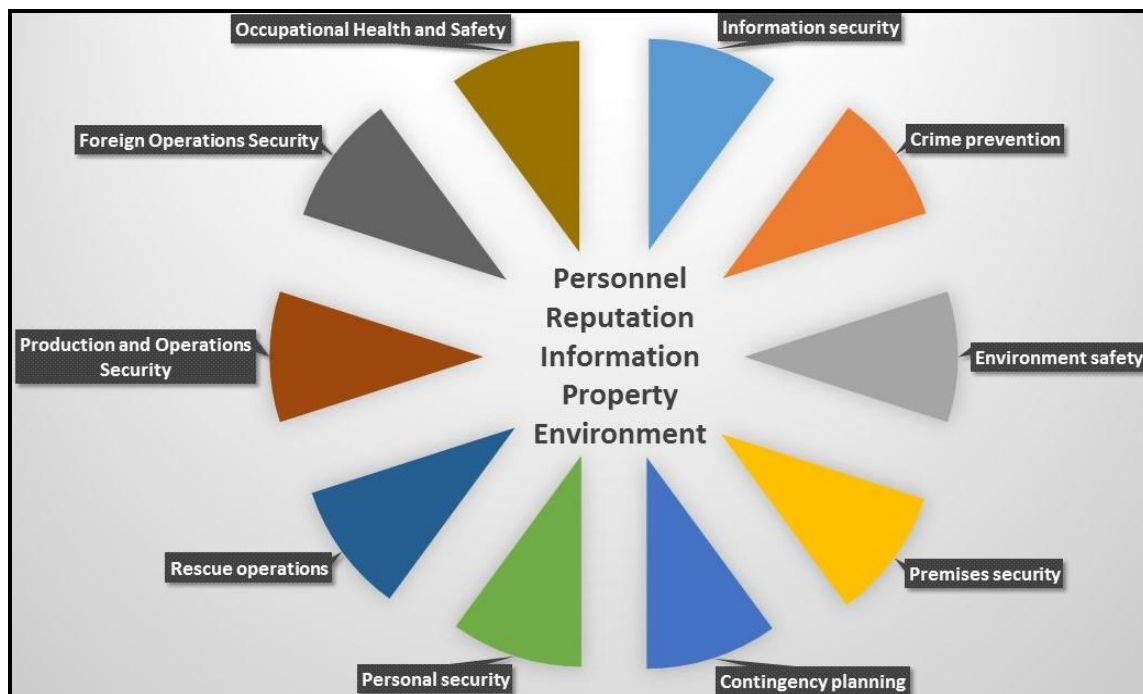 Occupational Health and Safety
Information security
Foreign Operations Security
Crime prevention
Personnel
Reputation
Information
Property
Environment
Production and Operations
Security
Environment safety
Rescue operations
Premises security
Personal security
Contingency planning